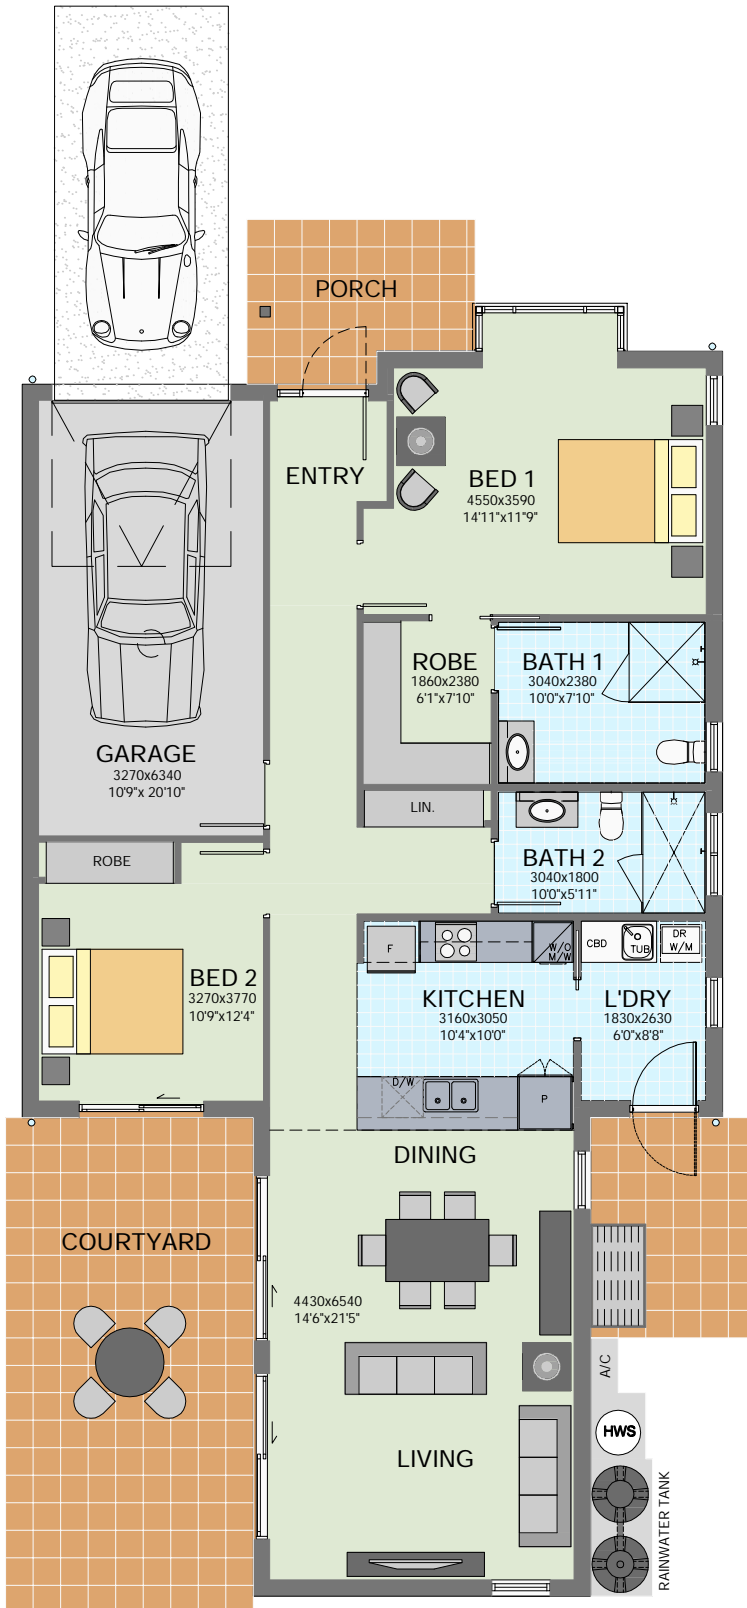 PORCH
ENTRY
BED 1
4550x3590
14'11"x11'9"
ROBE
1860x2380
6'1"x7'10"
BATH 1
3040x2380
10'0"x7'10"
GARAGE
3270x6340
10'9"x 20'10"
LIN.
ROBE
BATH 2
3040x1800
10'0"x5'11"
F
W/O
M/W
CBD
TUB
DR
W/M
BED 2
3270x3770
10'9"x12'4"
KITCHEN
3160x3050
10'4"x10'0"
L'DRY
1830x2630
6'0"x8'8"
D/W
P
DINING
COURTYARD
4430x6540
14'6"x21'5"
A/C
HWS
LIVING
RAINWATER TANK